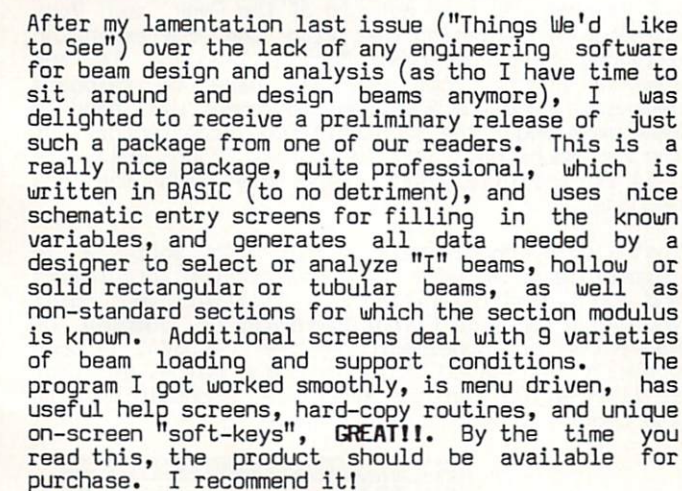 After my lamentation last issue ("Things We'd Like
to See") over the lack of any engineering software
for beam design and analysis (as tho I have time to
sit around and design beams anymore), I was
delighted to receive a preliminary release of just
such a package from one of our readers. This is a
really nice package, quite professional, which is
written in BASIC (to no detriment), and uses nice
schematic entry screens for filling in the known
variables, and generates all data needed by a
designer to select or analyze "I" beams, hollow or
solid rectangular or tubular beams, as well as
non-standard sections for which the section modulus
is known. Additional screens deal with 9 varieties
of beam loading and support conditions. The
program I got worked smoothly, is menu driven, has
useful help screens, hard-copy routines, and unique
on-screen "soft-keys", GREAT!!. By the time you
read this, the product should be available for
purchase. I recommend it!